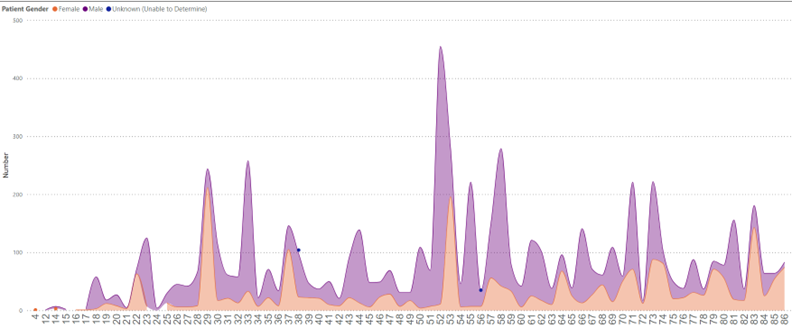 Patient Gender Female Male Unknown (Unable to Determine)
500
400
300
200
100
0
Number
4 12 13 15 16 17 18 19 20 21 22 23 24 25 26 27 28 29 30 31 32 33 34 35 36 37 38 39 40 41 42 43 44 45 46 47 48 49 50 51 52 53 54 55 56 57 58 59 60 61 62 63 64 65 66 67 68 69 70 71 72 73 74 75 76 77 78 79 80 81 82 83 84 85 86